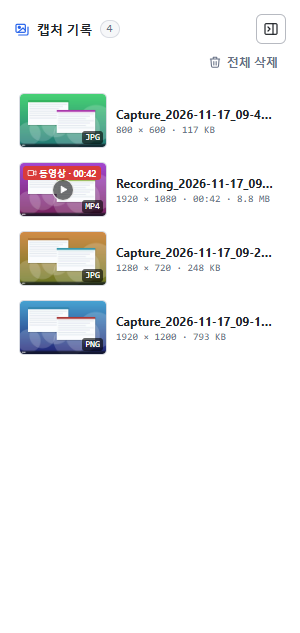 캡처 기록 4
전체 삭제
Capture_2026-11-17_09-4...
800 × 600 · 117 KB
JPG
동영상 · 00:42
Recording_2026-11-17_09...
1920 × 1080 · 00:42 · 8.8 MB
MP4
Capture_2026-11-17_09-2...
1280 × 720 · 248 KB
JPG
Capture_2026-11-17_09-1...
1920 × 1200 · 793 KB
PNG